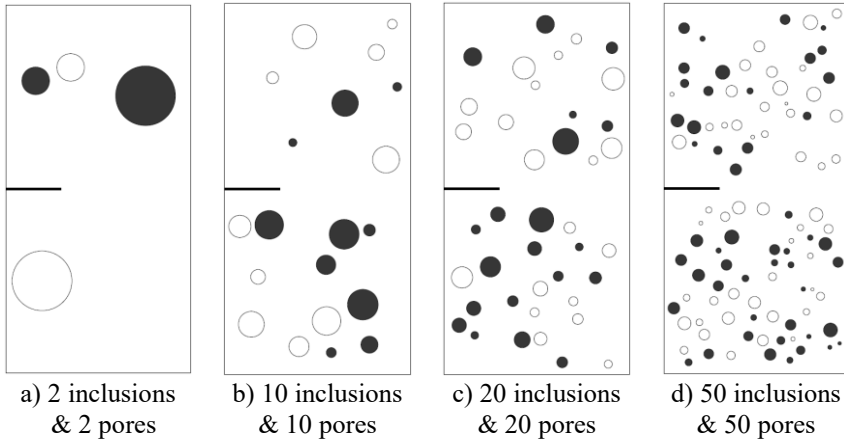 a) 2 inclusions
& 2 pores
b) 10 inclusions
& 10 pores
c) 20 inclusions
& 20 pores
d) 50 inclusions
& 50 pores